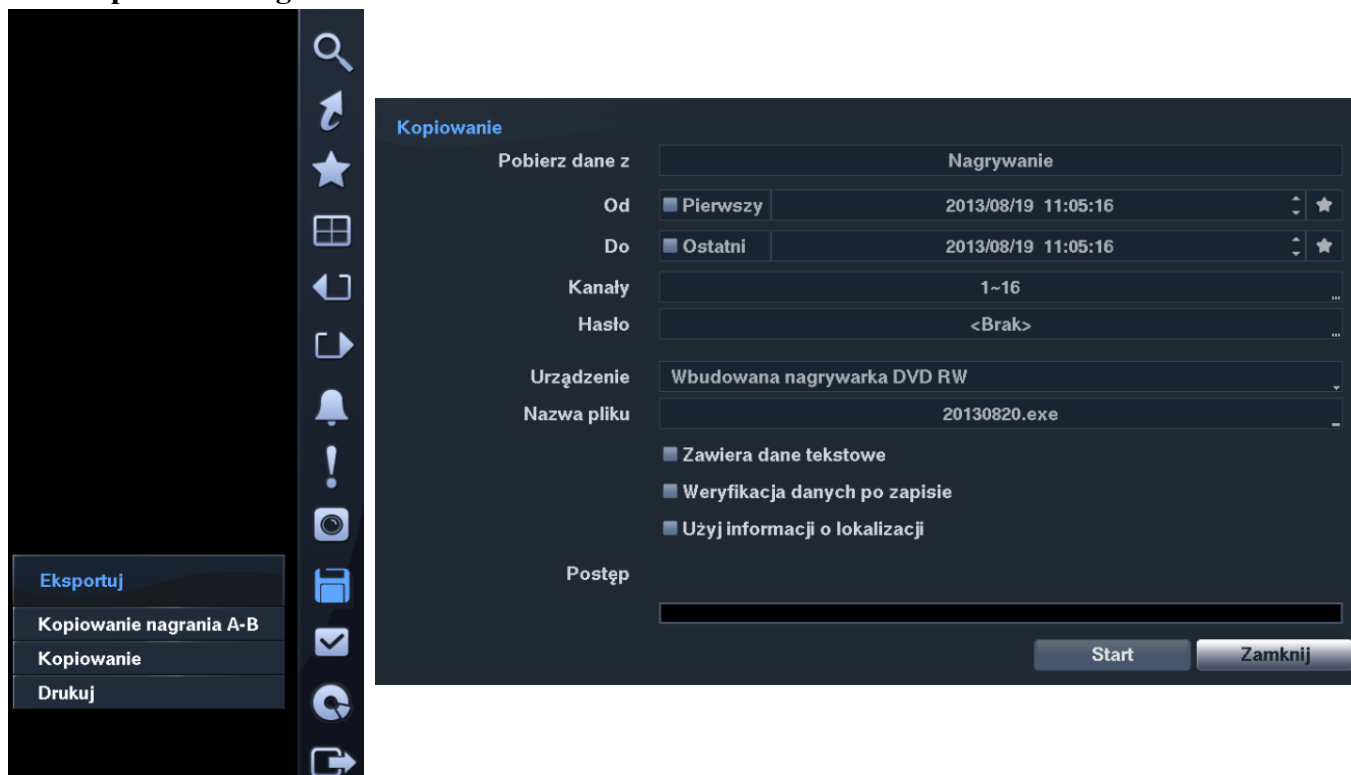 Eksportuj
Kopiowanie nagrania A-B
Kopiowanie
Drukuj
Kopiowanie
Pobierz dane z Nagrywanie
Od Pierwszy 2013/08/19 11:05:16
Do Ostatni 2013/08/19 11:05:16
Kanały 1~16 ...
Hasło <Brak> ...
Urządzenie Wbudowana nagrywarka DVD RW
Nazwa pliku 20130820.exe
Zawiera dane tekstowe
Weryfikacja danych po zapisie
Użyj informacji o lokalizacji
Postęp
Start Zamknij